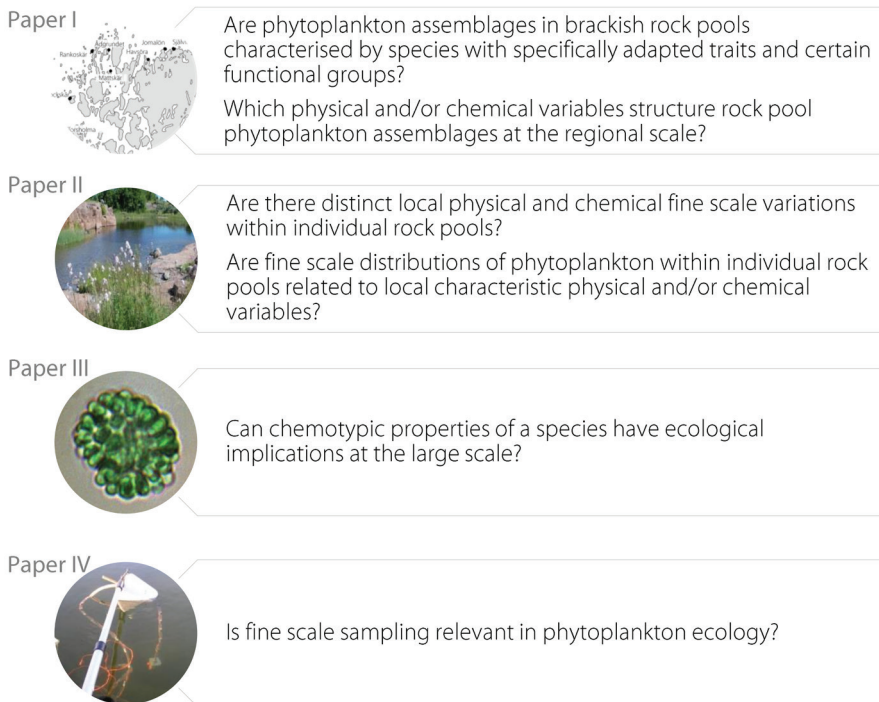 Paper I
Are phytoplankton assemblages in brackish rock pools
characterised by species with specifically adapted traits and certain
functional groups?
Which physical and/or chemical variables structure rock pool
phytoplankton assemblages at the regional scale?
Paper II
Are there distinct local physical and chemical fine scale variations
within individual rock pools?
Are fine scale distributions of phytoplankton within individual rock
pools related to local characteristic physical and/or chemical
variables?
Paper III
Can chemotypic properties of a species have ecological
implications at the large scale?
Paper IV
Is fine scale sampling relevant in phytoplankton ecology?